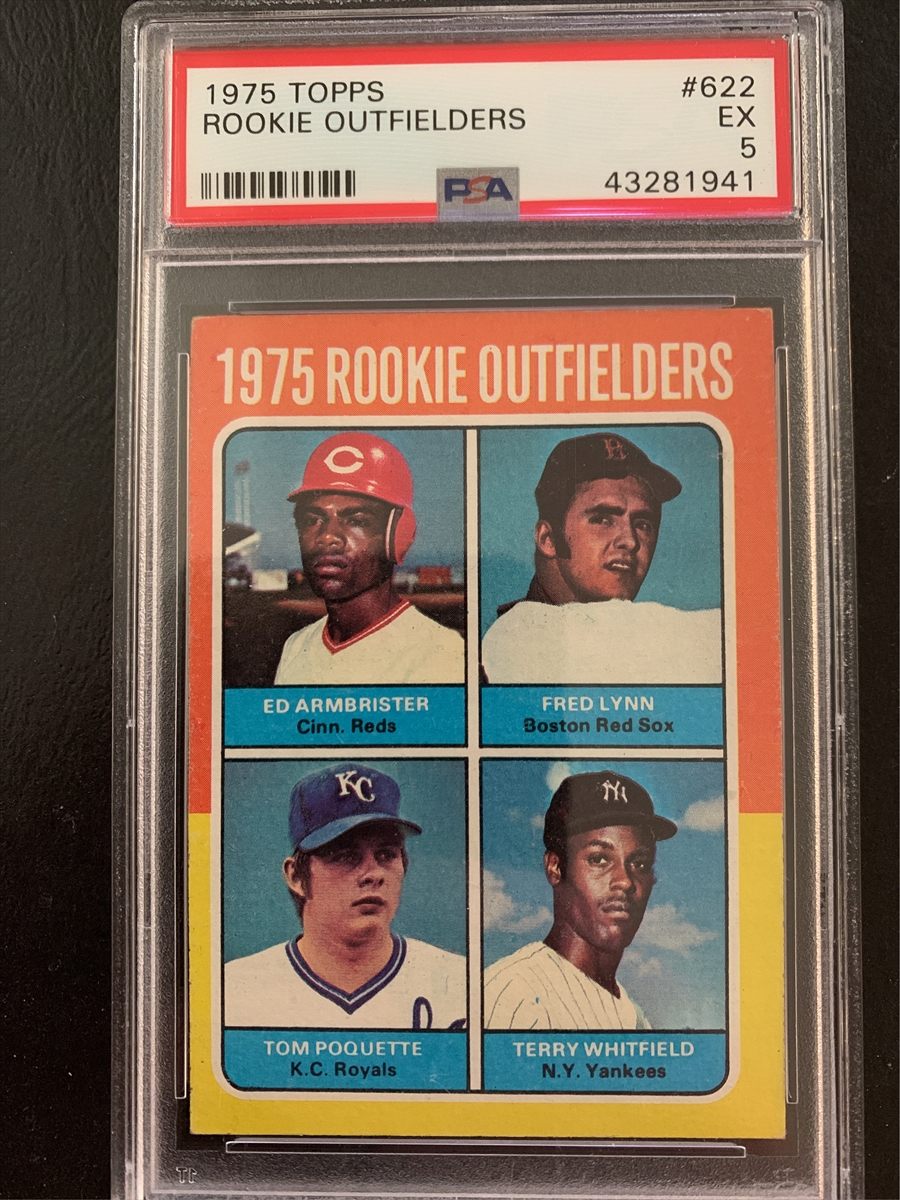 1975 TOPPS #622
ROOKIE OUTFIELDERS EX
5
PSA 43281941
1975 ROOKIE OUTFIELDERS
C
B
ED ARMBRISTER
Cinn. Reds
FRED LYNN
Boston Red Sox
KC
NY
TOM POQUETTE
K.C. Royals
TERRY WHITFIELD
N.Y. Yankees